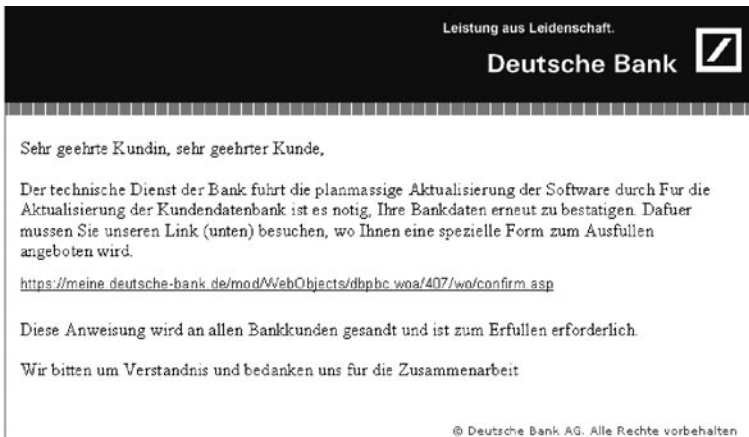 Leistung aus Leidenschaft.
Deutsche Bank
Sehr geehrte Kundin, sehr geehrter Kunde,
Der technische Dienst der Bank fuhrt die planmassige Aktualisierung der Software durch Fur die
Aktualisierung der Kundendatenbank ist es notig, Ihre Bankdaten erneut zu bestatigen. Dafuer
mussen Sie unseren Link (unten) besuchen, wo Ihnen eine spezielle Form zum Ausfullen
angeboten wird.
https://meine.deutsche-bank.de/mod/WebObjects/dbpbc.woa/407/wo/confirm.asp
Diese Anweisung wird an allen Bankkunden gesandt und ist zum Erfullen erforderlich.
Wir bitten um Verstandnis und bedanken uns fur die Zusammenarbeit
© Deutsche Bank AG. Alle Rechte vorbehalten